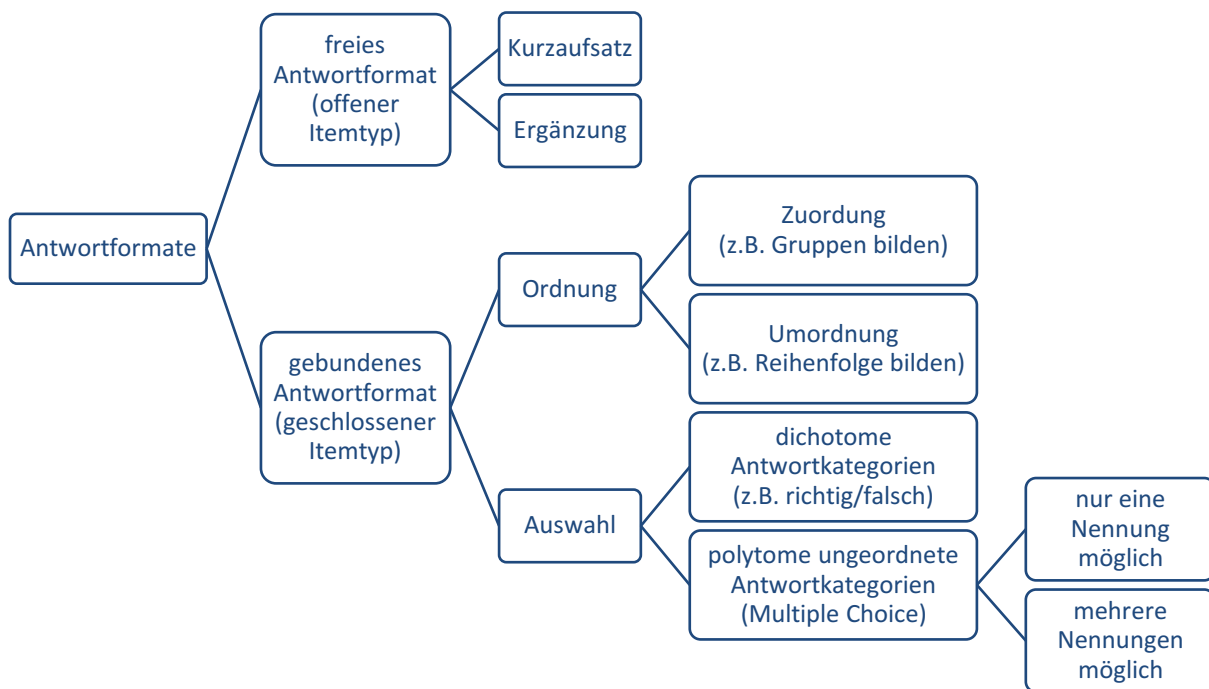 freies
Antwortformat
(offener
Itemtyp)
Kurzaufsatz
Ergänzung
Antwortformate
gebundenes
Antwortformat
(geschlossener
Itemtyp)
Ordnung
Zuordung
(z.B. Gruppen bilden)
Umordnung
(z.B. Reihenfolge bilden)
Auswahl
dichotome
Antwortkategorien
(z.B. richtig/falsch)
polytome ungeordnete
Antwortkategorien
(Multiple Choice)
nur eine
Nennung
möglich
mehrere
Nennungen
möglich